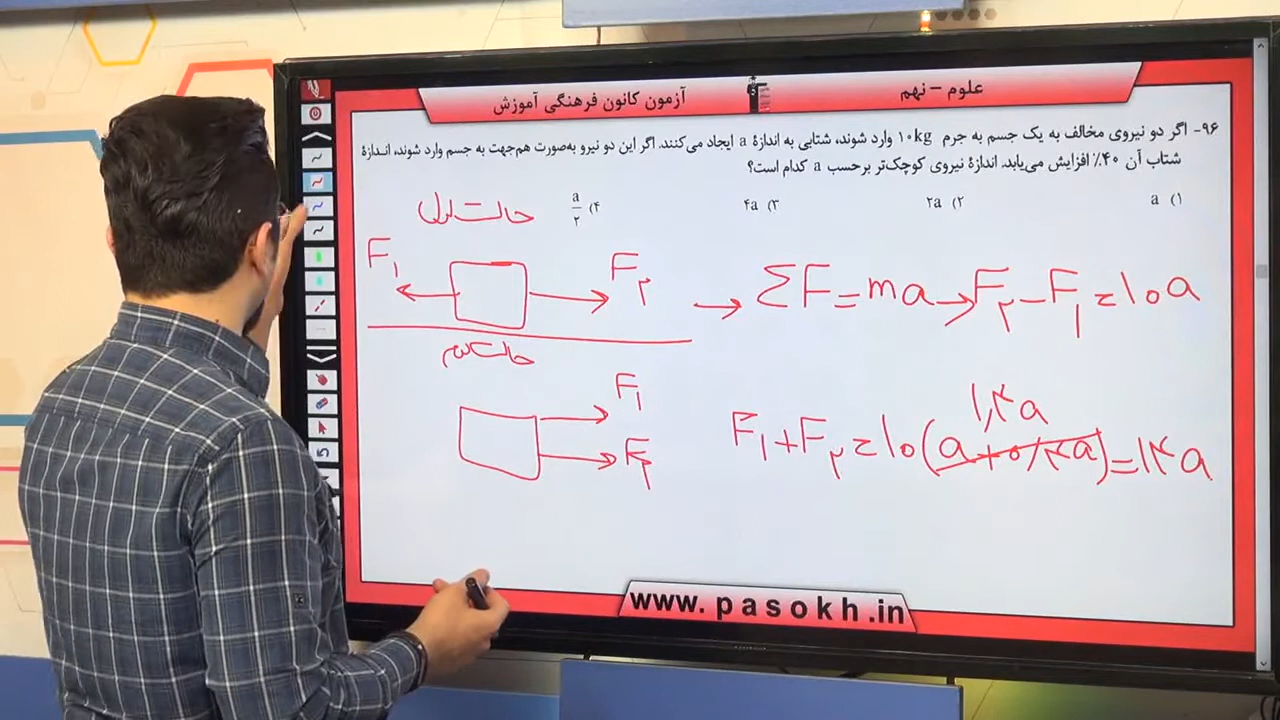 علوم – نهم
آزمون کانون فرهنگی آموزش
۹۶- اگر دو نیروی مخالف به یک جسم به جرم ۱۰kg وارد شوند، شتابی به اندازهٔ a ایجاد می‌کنند. اگر این دو نیرو به‌صورت هم‌جهت به جسم وارد شوند، انـدازهٔ
شتاب آن ۴۰٪ افزایش می‌یابد. اندازهٔ نیروی کوچک‌تر برحسب a کدام است؟
۱) a ۲) ۲a ۳) ۴a ۴) a/۲
حالت اول
F۱ F۲ → ΣF = ma → F۲ − F۱ = ۱۰a
حالت دوم
F۱
F۲
۱٫۴a
F۱ + F۲ = ۱۰(a + ۰/۴a) = ۱۴a
www.pasokh.in